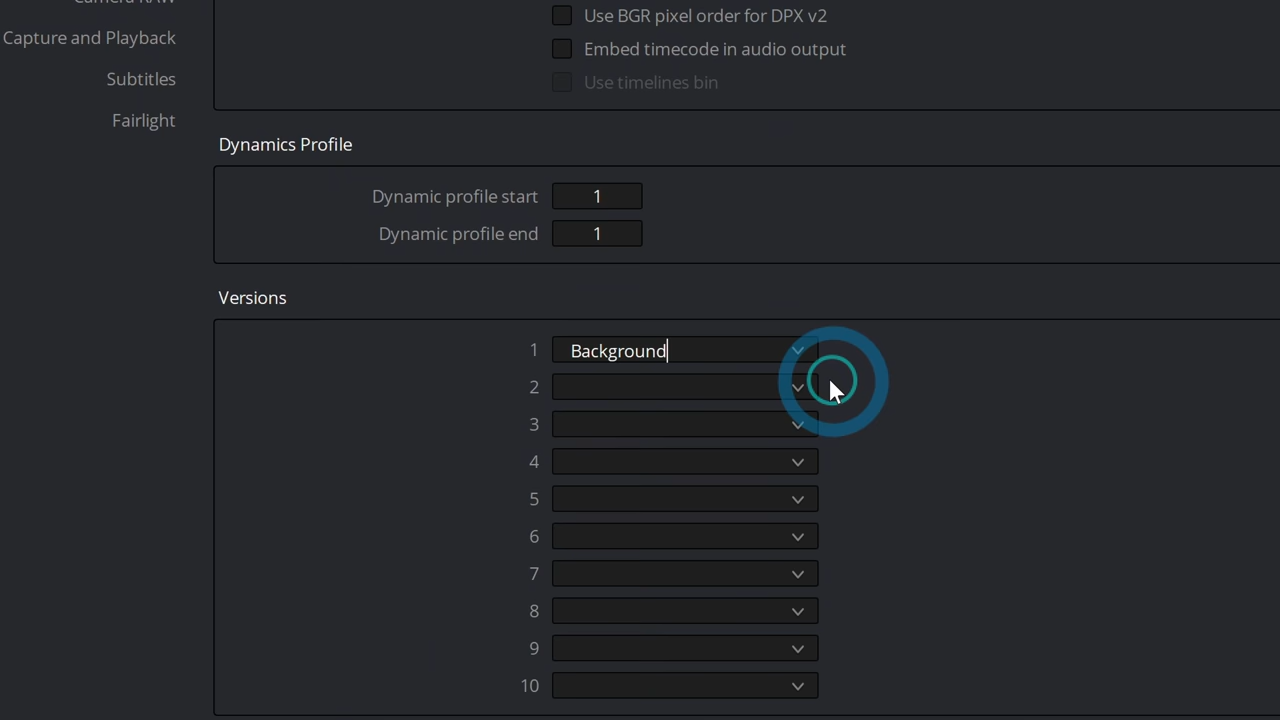 Camera RAW
Use BGR pixel order for DPX v2
Capture and Playback
Embed timecode in audio output
Subtitles
Use timelines bin
Fairlight
Dynamics Profile
Dynamic profile start 1
Dynamic profile end 1
Versions
1 Background
2
3
4
5
6
7
8
9
10